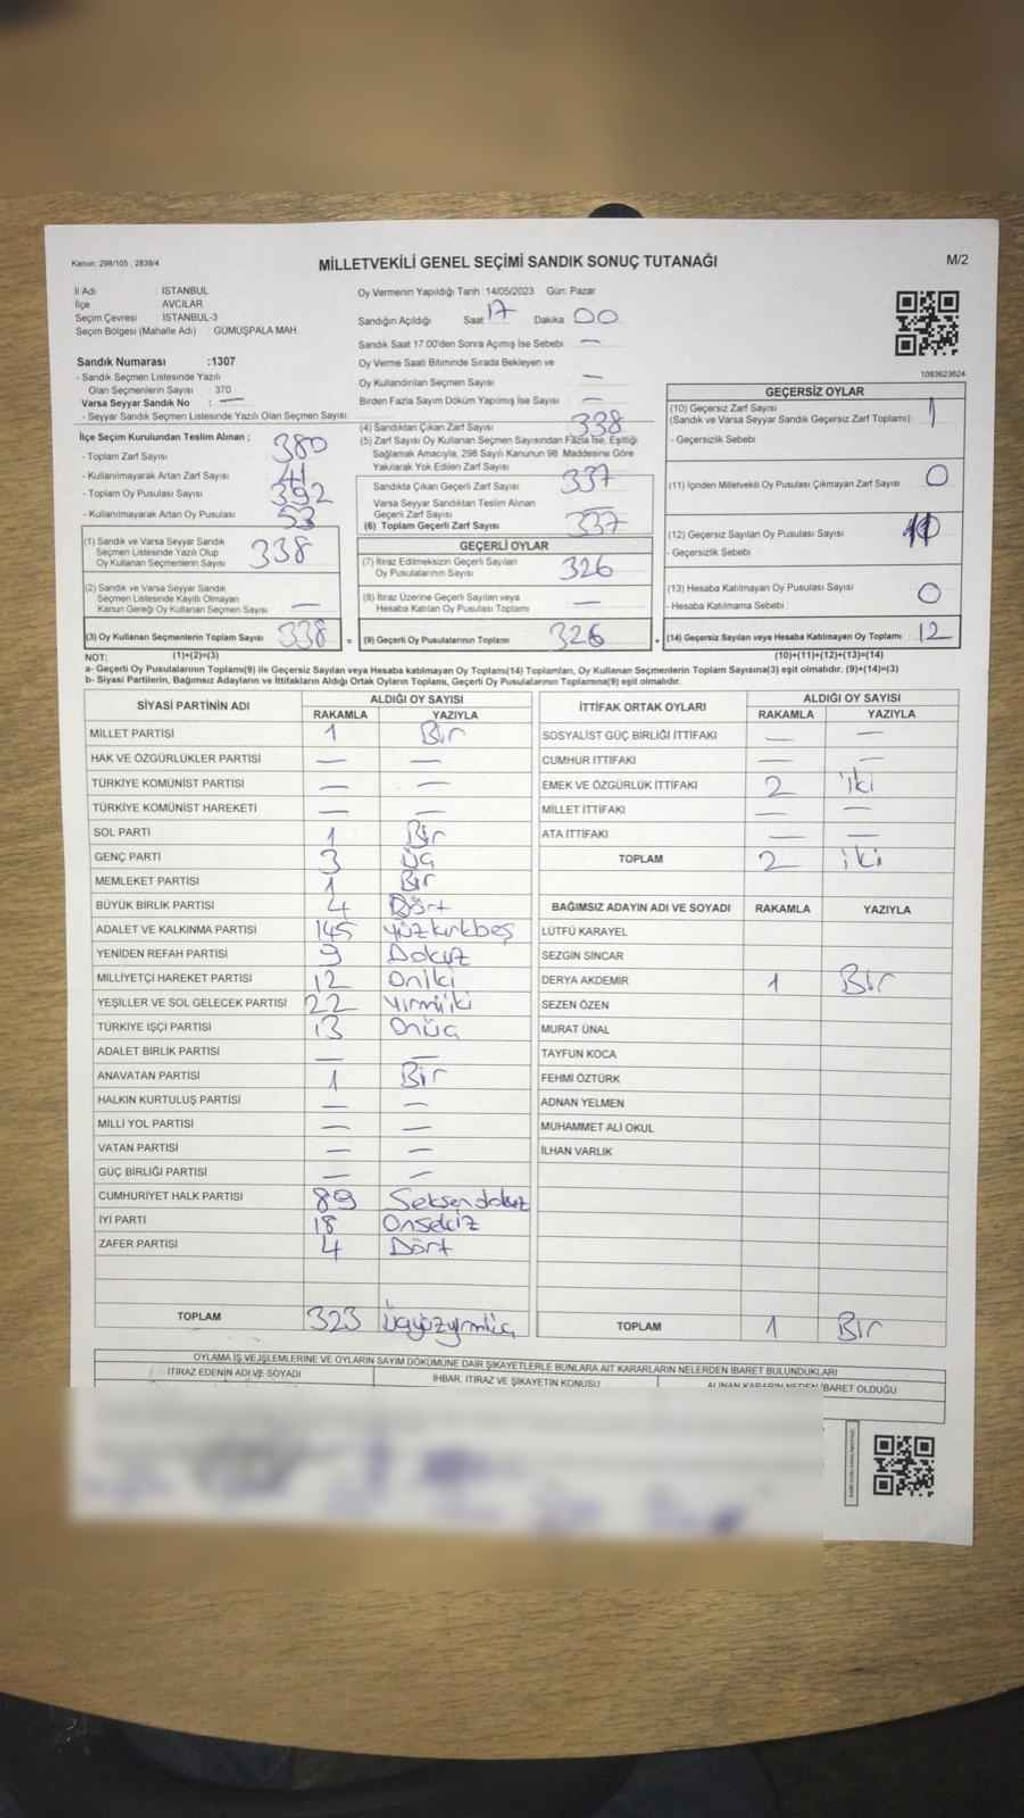 Kanun: 298/105 , 2839/4
MİLLETVEKİLİ GENEL SEÇİMİ SANDIK SONUÇ TUTANAĞI
M/2
İl Adı : İSTANBUL
İlçe : AVCILAR
Seçim Çevresi : İSTANBUL-3
Seçim Bölgesi (Mahalle Adı) GÜMÜŞPALA MAH.
Sandık Numarası :1307
- Sandık Seçmen Listesinde Yazılı
Olan Seçmenlerin Sayısı : 370
Varsa Seyyar Sandık No : —
- Seyyar Sandık Seçmen Listesinde Yazılı Olan Seçmen Sayısı:
Oy Vermenin Yapıldığı Tarih :14/05/2023 Gün: Pazar
Sandığın Açıldığı Saat 17 Dakika 00
Sandık Saat 17.00'den Sonra Açılmış İse Sebebi —
Oy Verme Saati Bitiminde Sırada Bekleyen ve
Oy Kullandırılan Seçmen Sayısı —
Birden Fazla Sayım Döküm Yapılmış İse Sayısı —
1093623624
İlçe Seçim Kurulundan Teslim Alınan ;
- Toplam Zarf Sayısı 380
- Kullanılmayarak Artan Zarf Sayısı 41
- Toplam Oy Pusulası Sayısı 392
- Kullanılmayarak Artan Oy Pusulası 53
(4) Sandıktan Çıkan Zarf Sayısı 338
(5) Zarf Sayısı Oy Kullanan Seçmen Sayısından Fazla İse, Eşitliği
Sağlamak Amacıyla, 298 Sayılı Kanunun 98. Maddesine Göre
Yakılarak Yok Edilen Zarf Sayısı
Sandıkta Çıkan Geçerli Zarf Sayısı 337
Varsa Seyyar Sandıktan Teslim Alınan
Geçerli Zarf Sayısı —
(6) Toplam Geçerli Zarf Sayısı 337
GEÇERSİZ OYLAR
(10) Geçersiz Zarf Sayısı 1
(Sandık ve Varsa Seyyar Sandık Geçersiz Zarf Toplamı)
- Geçersizlik Sebebi
(11) İçinden Milletvekili Oy Pusulası Çıkmayan Zarf Sayısı 0
(12) Geçersiz Sayılan Oy Pusulası Sayısı
- Geçersizlik Sebebi
(13) Hesaba Katılmayan Oy Pusulası Sayısı 0
- Hesaba Katılmama Sebebi :
(14) Geçersiz Sayılan veya Hesaba Katılmayan Oy Toplamı 12
(10)+(11)+(12)+(13)=(14)
(1) Sandık ve Varsa Seyyar Sandık
Seçmen Listesinde Yazılı Olup
Oy Kullanan Seçmenlerin Sayısı 338
(2) Sandık ve Varsa Seyyar Sandık
Seçmen Listesinde Kayıtlı Olmayan
Kanun Gereği Oy Kullanan Seçmen Sayısı —
(3) Oy Kullanan Seçmenlerin Toplam Sayısı 338 =
(1)+(2)=(3)
GEÇERLİ OYLAR
(7) İtiraz Edilmeksizin Geçerli Sayılan
Oy Pusulalarının Sayısı 326
(8) İtiraz Üzerine Geçerli Sayılan veya
Hesaba Katılan Oy Pusulası Toplamı —
(9) Geçerli Oy Pusulalarının Toplamı 326 +
NOT:
a- Geçerli Oy Pusulalarının Toplamı(9) ile Geçersiz Sayılan veya Hesaba katılmayan Oy Toplamı(14) Toplamları, Oy Kullanan Seçmenlerin Toplam Sayısına(3) eşit olmalıdır. (9)+(14)=(3)
b- Siyasi Partilerin, Bağımsız Adayların ve İttifakların Aldığı Ortak Oyların Toplamı, Geçerli Oy Pusulalarının Toplamına(9) eşit olmalıdır.
SİYASİ PARTİNİN ADI ALDIĞI OY SAYISI
RAKAMLA YAZIYLA
MİLLET PARTİSİ 1 Bir
HAK VE ÖZGÜRLÜKLER PARTİSİ — —
TÜRKİYE KOMÜNİST PARTİSİ — —
TÜRKİYE KOMÜNİST HAREKETİ — —
SOL PARTİ 1 Bir
GENÇ PARTİ 3 Üç
MEMLEKET PARTİSİ 1 Bir
BÜYÜK BİRLİK PARTİSİ 4 Dört
ADALET VE KALKINMA PARTİSİ 145 yüzkırkbeş
YENİDEN REFAH PARTİSİ 9 Dokuz
MİLLİYETÇİ HAREKET PARTİSİ 12 Oniki
YEŞİLLER VE SOL GELECEK PARTİSİ 22 Yirmiiki
TÜRKİYE İŞÇİ PARTİSİ 13 Onüç
ADALET BİRLİK PARTİSİ — —
ANAVATAN PARTİSİ 1 Bir
HALKIN KURTULUŞ PARTİSİ — —
MİLLİ YOL PARTİSİ — —
VATAN PARTİSİ — —
GÜÇ BİRLİĞİ PARTİSİ — —
CUMHURİYET HALK PARTİSİ 89 Seksendokuz
İYİ PARTİ 18 Onsekiz
ZAFER PARTİSİ 4 Dört
TOPLAM 323 Üçyüzyirmiüç
İTTİFAK ORTAK OYLARI ALDIĞI OY SAYISI
RAKAMLA YAZIYLA
SOSYALİST GÜÇ BİRLİĞİ İTTİFAKI — —
CUMHUR İTTİFAKI — —
EMEK VE ÖZGÜRLÜK İTTİFAKI 2 iki
MİLLET İTTİFAKI — —
ATA İTTİFAKI — —
TOPLAM 2 iki
BAĞIMSIZ ADAYIN ADI VE SOYADI RAKAMLA YAZIYLA
LÜTFÜ KARAYEL
SEZGİN SİNCAR
DERYA AKDEMİR 1 Bir
SEZEN ÖZEN
MURAT ÜNAL
TAYFUN KOCA
FEHMİ ÖZTÜRK
ADNAN YELMEN
MUHAMMET ALİ OKUL
İLHAN VARLIK
TOPLAM 1 Bir
OYLAMA İŞ VE İŞLEMLERİNE VE OYLARIN SAYIM DÖKÜMÜNE DAİR ŞİKAYETLERLE BUNLARA AİT KARARLARIN NELERDEN İBARET BULUNDUKLARI
İTİRAZ EDENİN ADI VE SOYADI
İHBAR, İTİRAZ VE ŞİKAYETİN KONUSU
ALINAN KARARIN NEDEN İBARET OLDUĞU